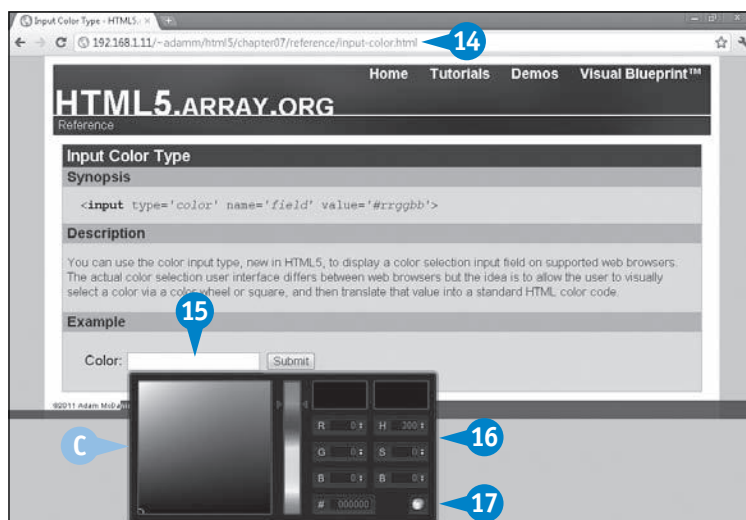 Input Color Type - HTML5.
192.168.1.11/~adamm/html5/chapter07/reference/input-color.html
14
Home Tutorials Demos Visual Blueprint™
HTML5.ARRAY.ORG
Reference
Input Color Type
Synopsis
<input type='color' name='field' value='#rrggbb'>
Description
You can use the color input type, new in HTML5, to display a color selection input field on supported web browsers.
The actual color selection user interface differs between web browsers but the idea is to allow the user to visually
select a color via a color wheel or square, and then translate that value into a standard HTML color code.
Example
15
Color: Submit
©2011 Adam
R 0 H 200
16
C
G 0 S 0
B 0 B 0
# 000000
17